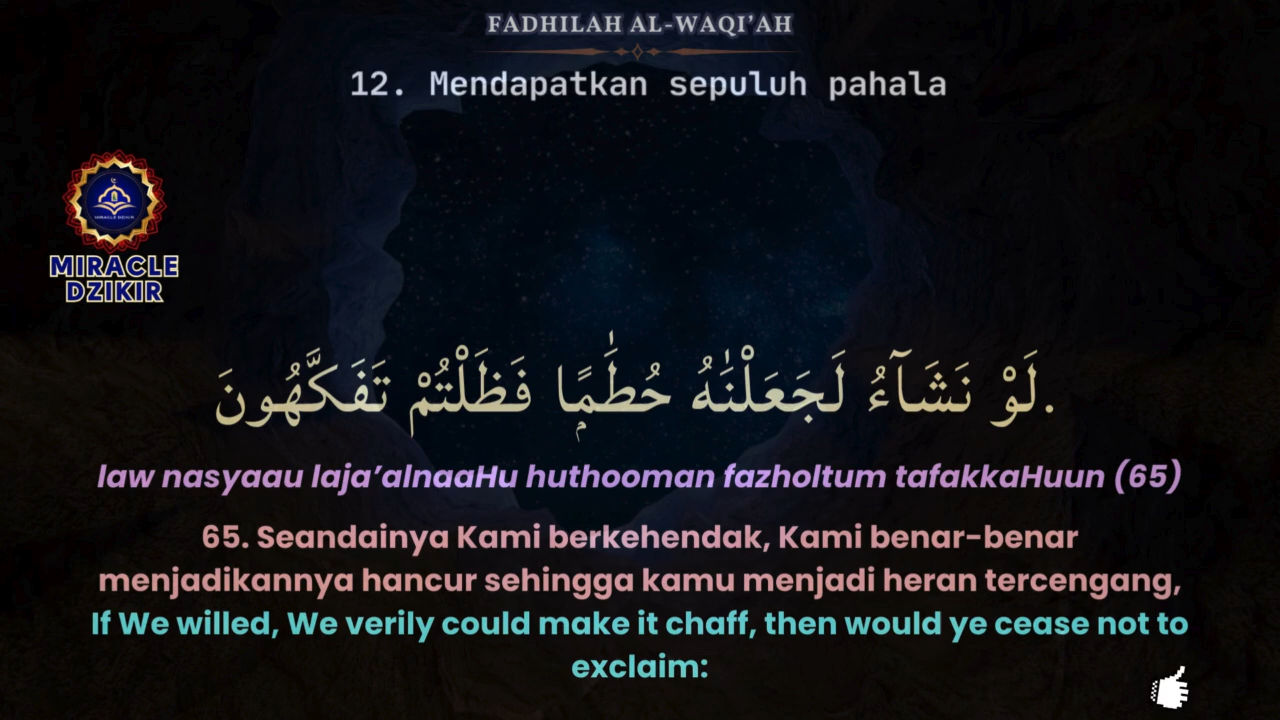 FADHILAH AL-WAQI’AH
12. Mendapatkan sepuluh pahala
MIRACLE
DZIKIR
لَوْ نَشَآءُ لَجَعَلْنَٰهُ حُطَٰمًۭا فَظَلْتُمْ تَفَكَّهُونَ.
law nasyaau laja’alnaaHu huthooman fazholtum tafakkaHuun (65)
65. Seandainya Kami berkehendak, Kami benar-benar
menjadikannya hancur sehingga kamu menjadi heran tercengang,
If We willed, We verily could make it chaff, then would ye cease not to
exclaim: